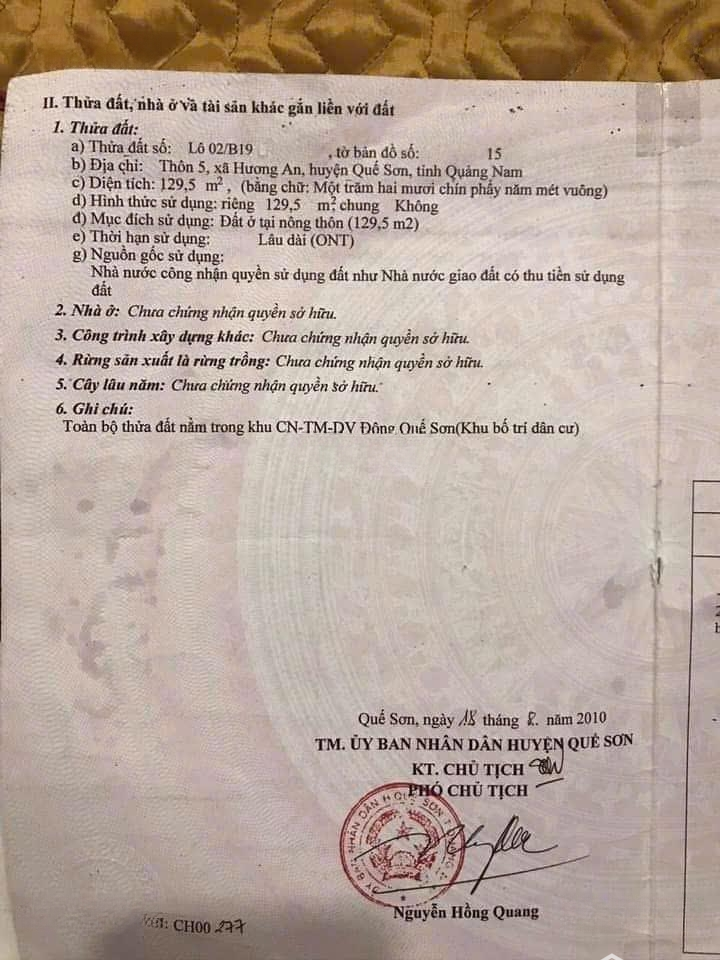 II. Thửa đất, nhà ở và tài sản khác gắn liền với đất
1. Thửa đất:
a) Thửa đất số: Lô 02/B19 , tờ bản đồ số: 15
b) Địa chỉ: Thôn 5, xã Hương An, huyện Quế Sơn, tỉnh Quảng Nam
c) Diện tích: 129,5 m², (bằng chữ: Một trăm hai mươi chín phẩy năm mét vuông)
d) Hình thức sử dụng: riêng 129,5 m² chung Không
đ) Mục đích sử dụng: Đất ở tại nông thôn (129,5 m2)
e) Thời hạn sử dụng: Lâu dài (ONT)
g) Nguồn gốc sử dụng:
Nhà nước công nhận quyền sử dụng đất như Nhà nước giao đất có thu tiền sử dụng
đất
2. Nhà ở: Chưa chứng nhận quyền sở hữu.
3. Công trình xây dựng khác: Chưa chứng nhận quyền sở hữu.
4. Rừng sản xuất là rừng trồng: Chưa chứng nhận quyền sở hữu.
5. Cây lâu năm: Chưa chứng nhận quyền sở hữu.
6. Ghi chú:
Toàn bộ thửa đất nằm trong khu CN-TM-DV Đông Quế Sơn(Khu bố trí dân cư)
Quế Sơn, ngày 18 tháng 8. năm 2010
TM. ỦY BAN NHÂN DÂN HUYỆN QUẾ SƠN
KT. CHỦ TỊCH
PHÓ CHỦ TỊCH
Nguyễn Hồng Quang
CH00 277